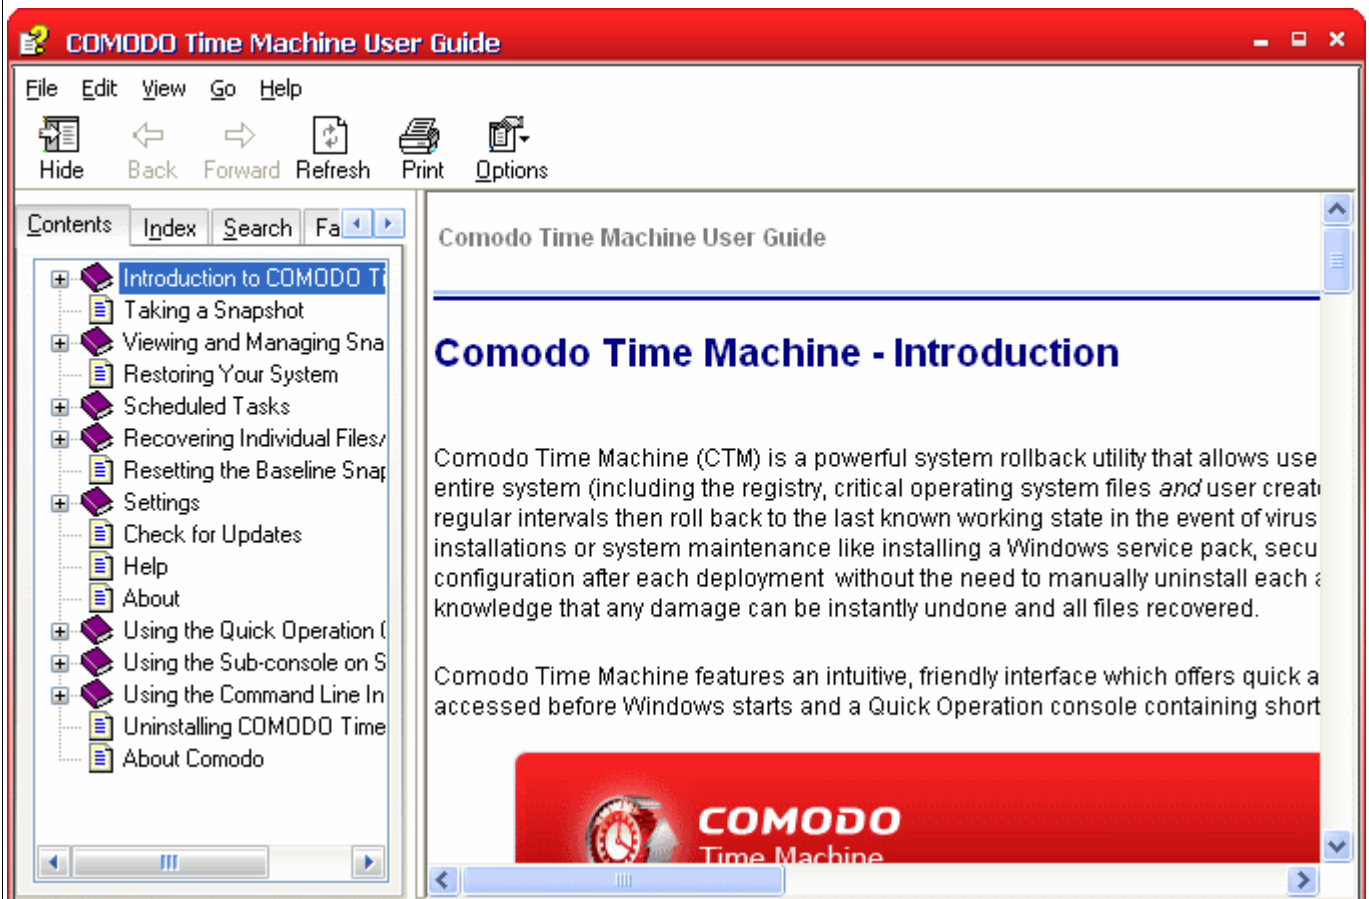 COMODO Time Machine User Guide
File Edit View Go Help
Hide Back Forward Refresh Print Options
Contents Index Search Fa
Introduction to COMODO Ti
Taking a Snapshot
Viewing and Managing Sna
Restoring Your System
Scheduled Tasks
Recovering Individual Files/
Resetting the Baseline Snap
Settings
Check for Updates
Help
About
Using the Quick Operation (
Using the Sub-console on S
Using the Command Line In
Uninstalling COMODO Time
About Comodo
Comodo Time Machine User Guide
Comodo Time Machine - Introduction
Comodo Time Machine (CTM) is a powerful system rollback utility that allows use
entire system (including the registry, critical operating system files and user creat
regular intervals then roll back to the last known working state in the event of virus
installations or system maintenance like installing a Windows service pack, secu
configuration after each deployment without the need to manually uninstall each a
knowledge that any damage can be instantly undone and all files recovered.
Comodo Time Machine features an intuitive, friendly interface which offers quick a
accessed before Windows starts and a Quick Operation console containing short
COMODO
Time Machine